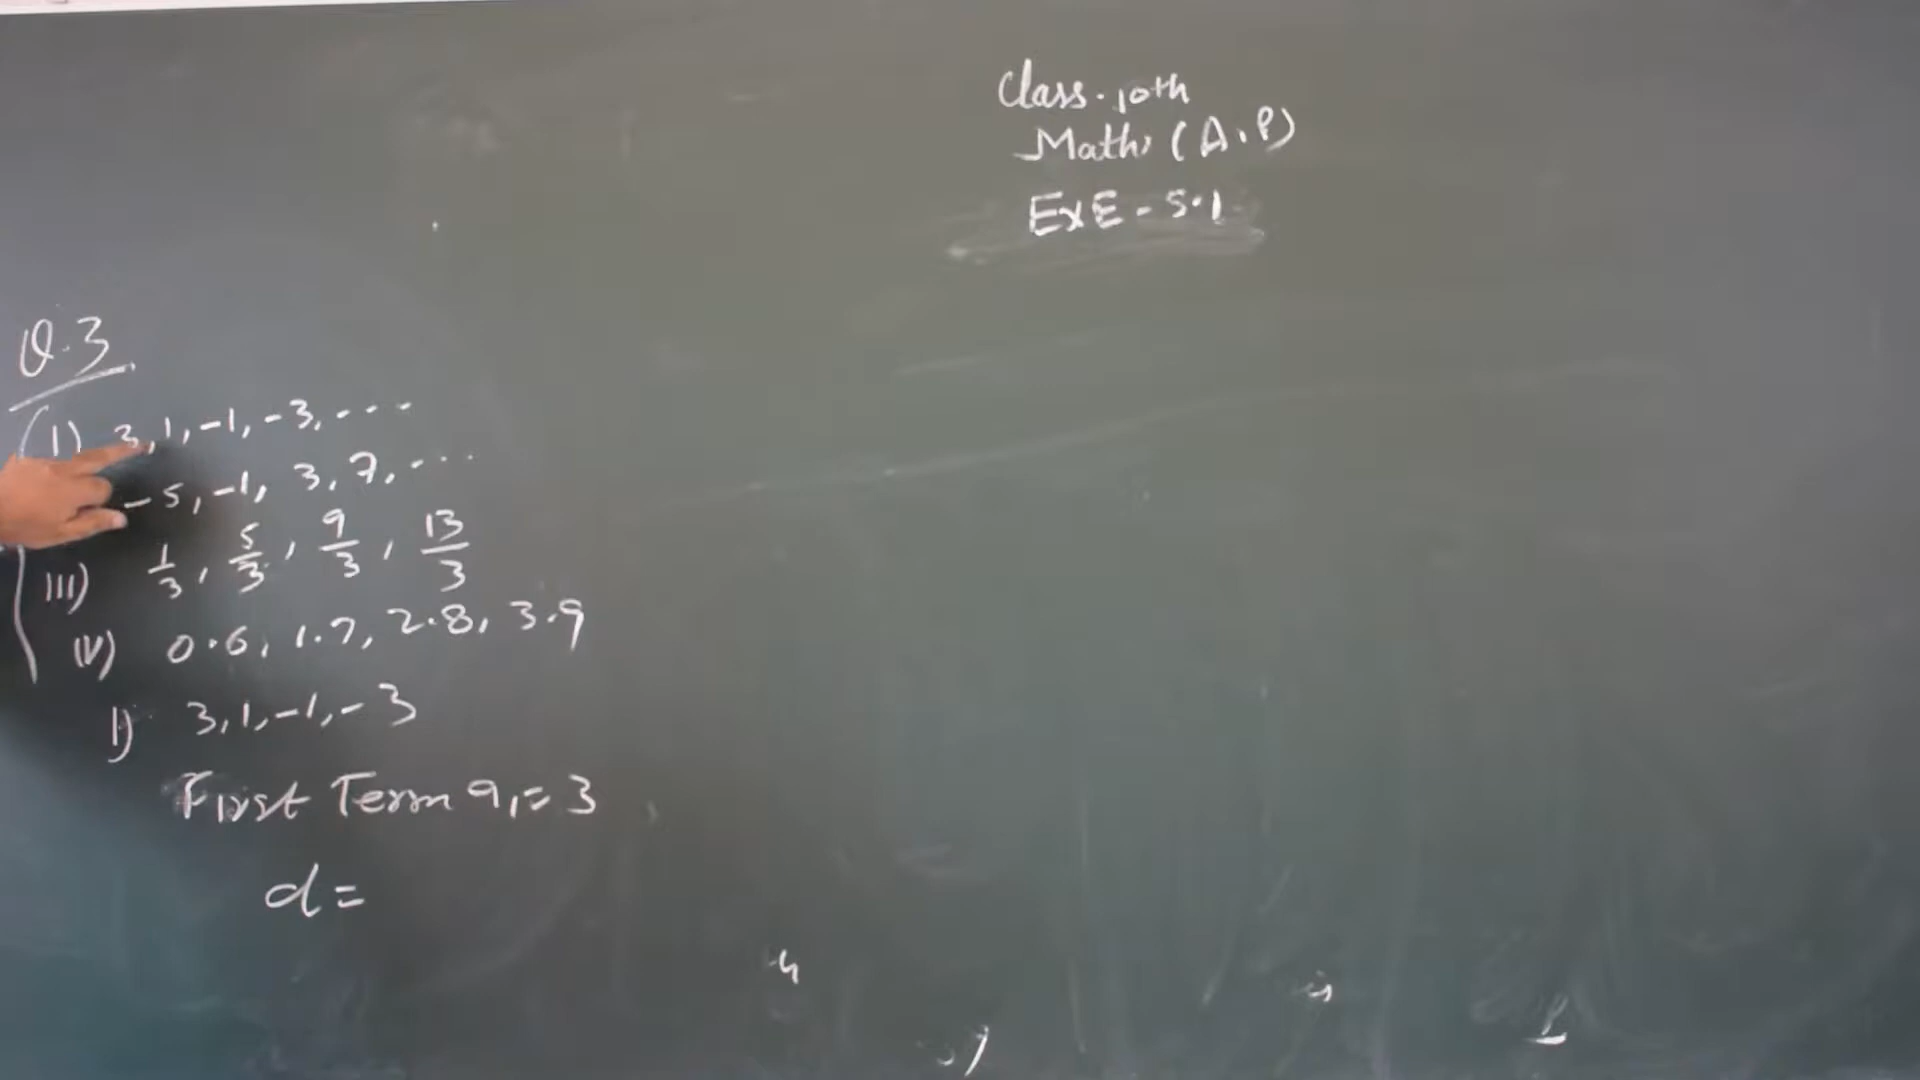 Class. 10th
Maths (A.P)
EXE - 5.1
Q.3
(I) 3, 1, -1, -3, ...
-5, -1, 3, 7, ...
III) 1/3, 5/3, 9/3, 13/3
IV) 0.6, 1.7, 2.8, 3.9
I) 3, 1, -1, -3
First Term a₁ = 3
d =